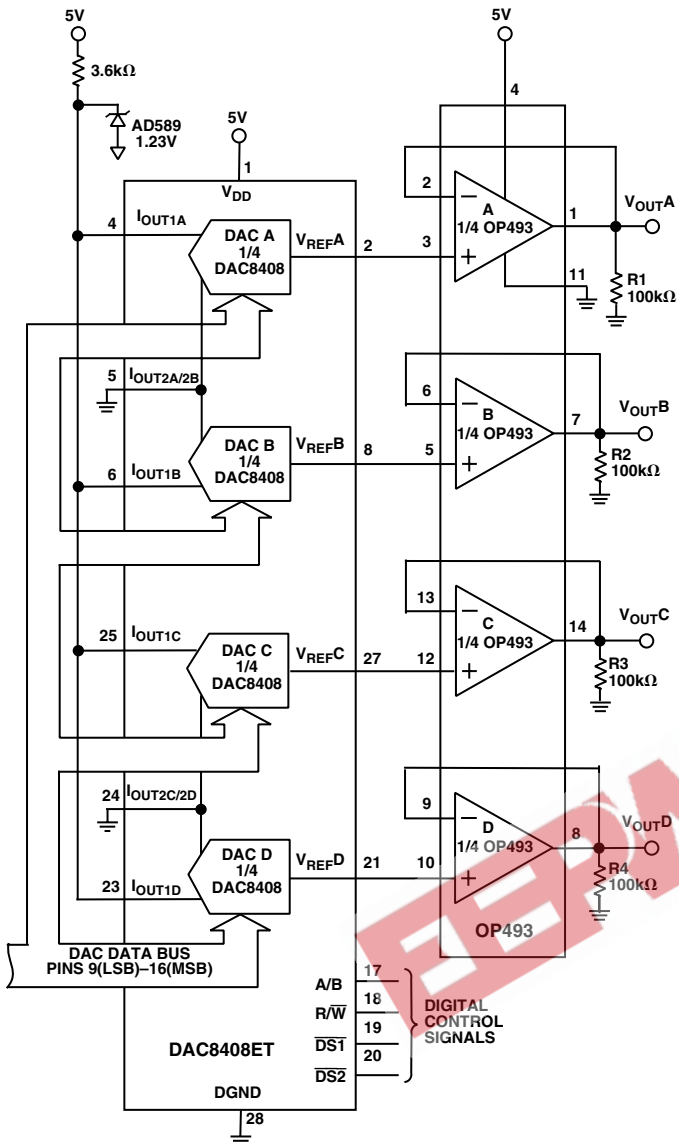 5V
3.6kΩ
AD589
1.23V
5V
1
VDD
4
IOUT1A
DAC A
1/4
DAC8408
VREFA
2
5
IOUT2A/2B
DAC B
1/4
DAC8408
VREFB
8
6
IOUT1B
25
IOUT1C
DAC C
1/4
DAC8408
VREFC
27
24
IOUT2C/2D
DAC D
1/4
DAC8408
VREFD
21
23
IOUT1D
DAC DATA BUS
PINS 9(LSB)–16(MSB)
DAC8408ET
DGND
28
A/B
17
R/W
18
DS1
19
DS2
20
DIGITAL
CONTROL
SIGNALS
5V
4
2
−
A
1/4 OP493
3
+
1
VOUTA
11
R1
100kΩ
6
−
B
1/4 OP493
5
+
7
VOUTB
R2
100kΩ
13
−
C
1/4 OP493
12
+
14
VOUTC
R3
100kΩ
9
−
D
1/4 OP493
10
+
8
VOUTD
R4
100kΩ
OP493